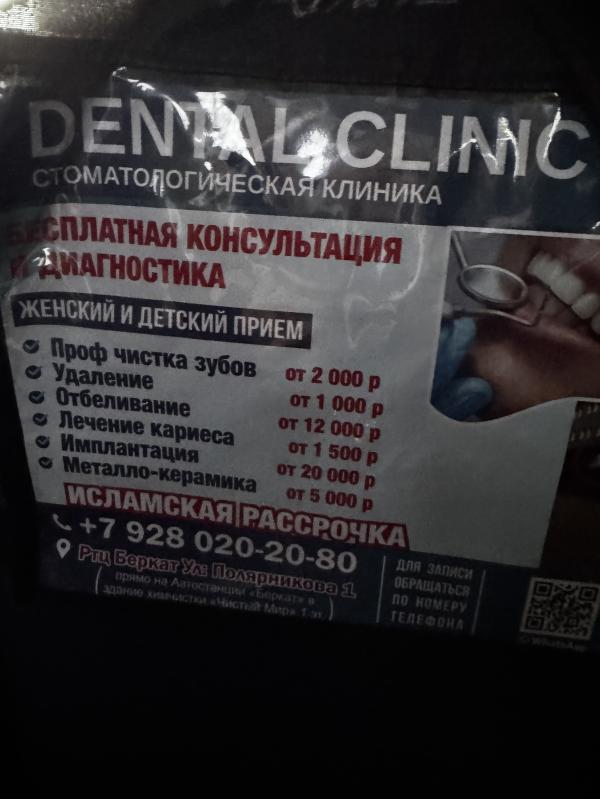 DENTAL CLINIC
СТОМАТОЛОГИЧЕСКАЯ КЛИНИКА
БЕСПЛАТНАЯ КОНСУЛЬТАЦИЯ
И ДИАГНОСТИКА
ЖЕНСКИЙ И ДЕТСКИЙ ПРИЕМ
Проф чистка зубов от 2 000 р
Удаление от 1 000 р
Отбеливание от 12 000 р
Лечение кариеса от 1 500 р
Имплантация от 20 000 р
Металло-керамика от 5 000 р
ИСЛАМСКАЯ РАССРОЧКА
+7 928 020-20-80
Ртц Беркат Ул: Полярникова 1
(прямо на Автостанции «Беркат» в
здание химчистки «Чистый Мир» 1-эт.)
ДЛЯ ЗАПИСИ
ОБРАЩАТЬСЯ
ПО НОМЕРУ
ТЕЛЕФОНА
WhatsApp